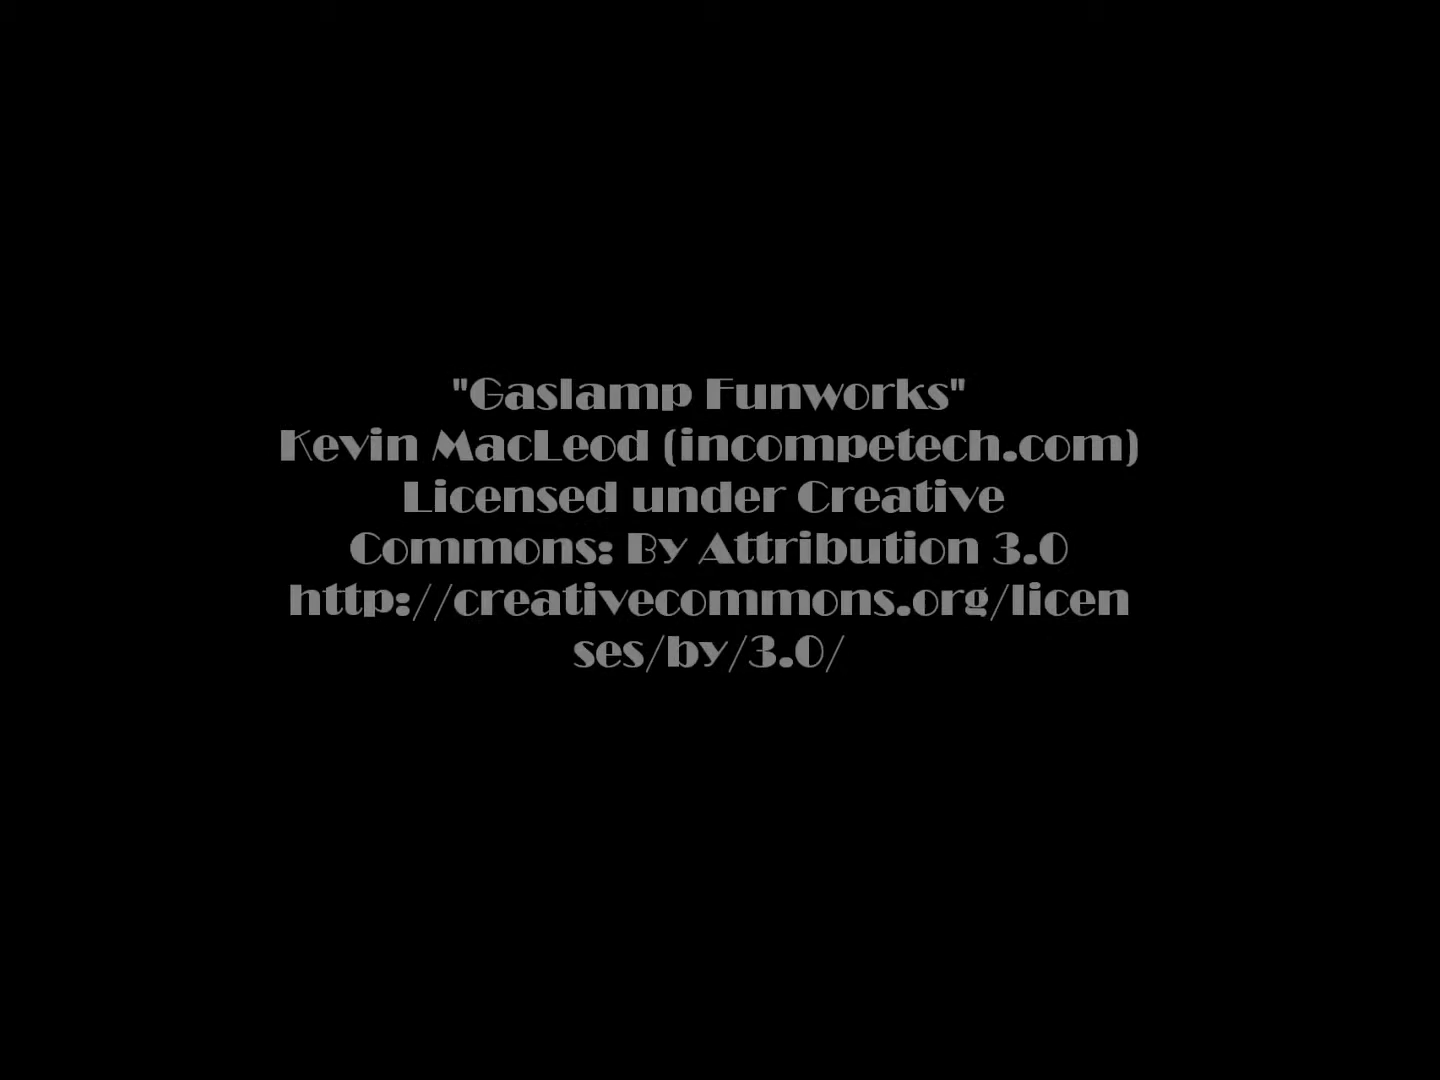 "Gaslamp Funworks"
Kevin MacLeod (incompetech.com)
Licensed under Creative
Commons: By Attribution 3.0
http://creativecommons.org/licen
ses/by/3.0/